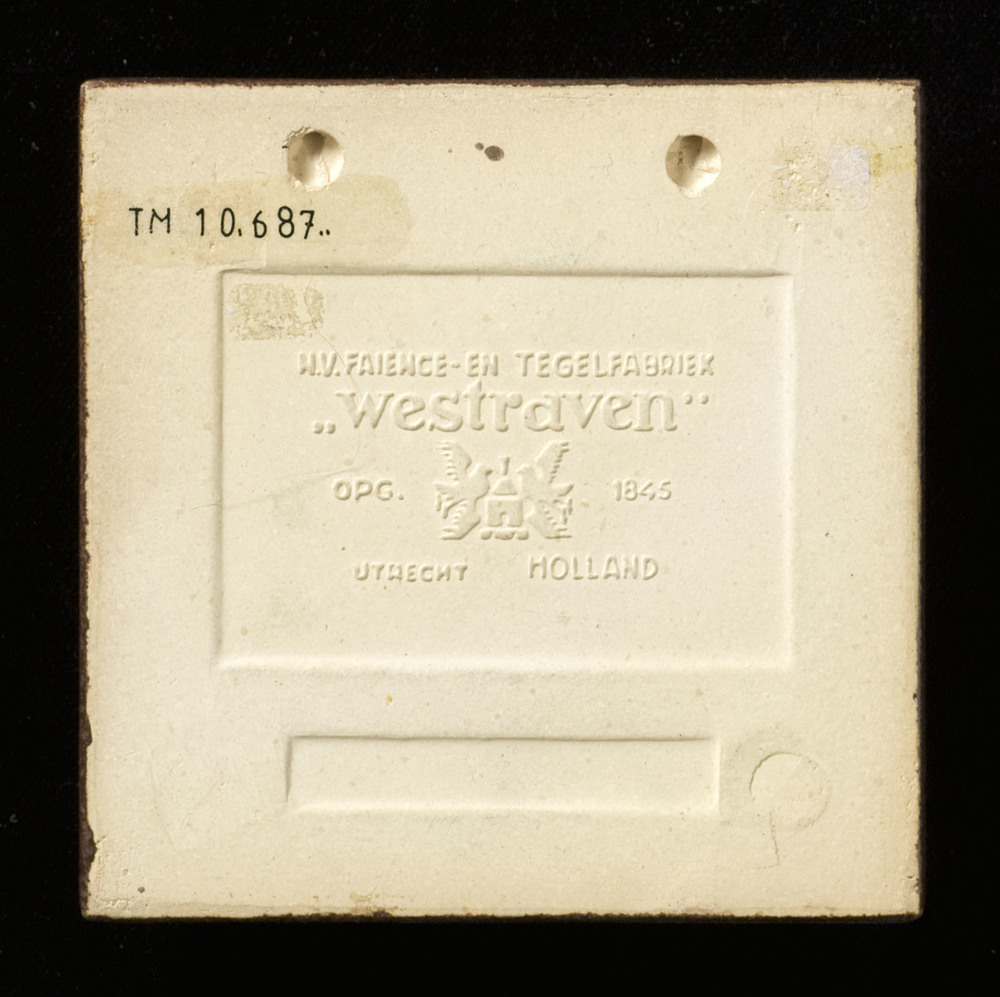 TM 10.687..
N.V. FAIENCE- EN TEGELFABRIEK
„westraven”
OPG. 1845
UTRECHT HOLLAND